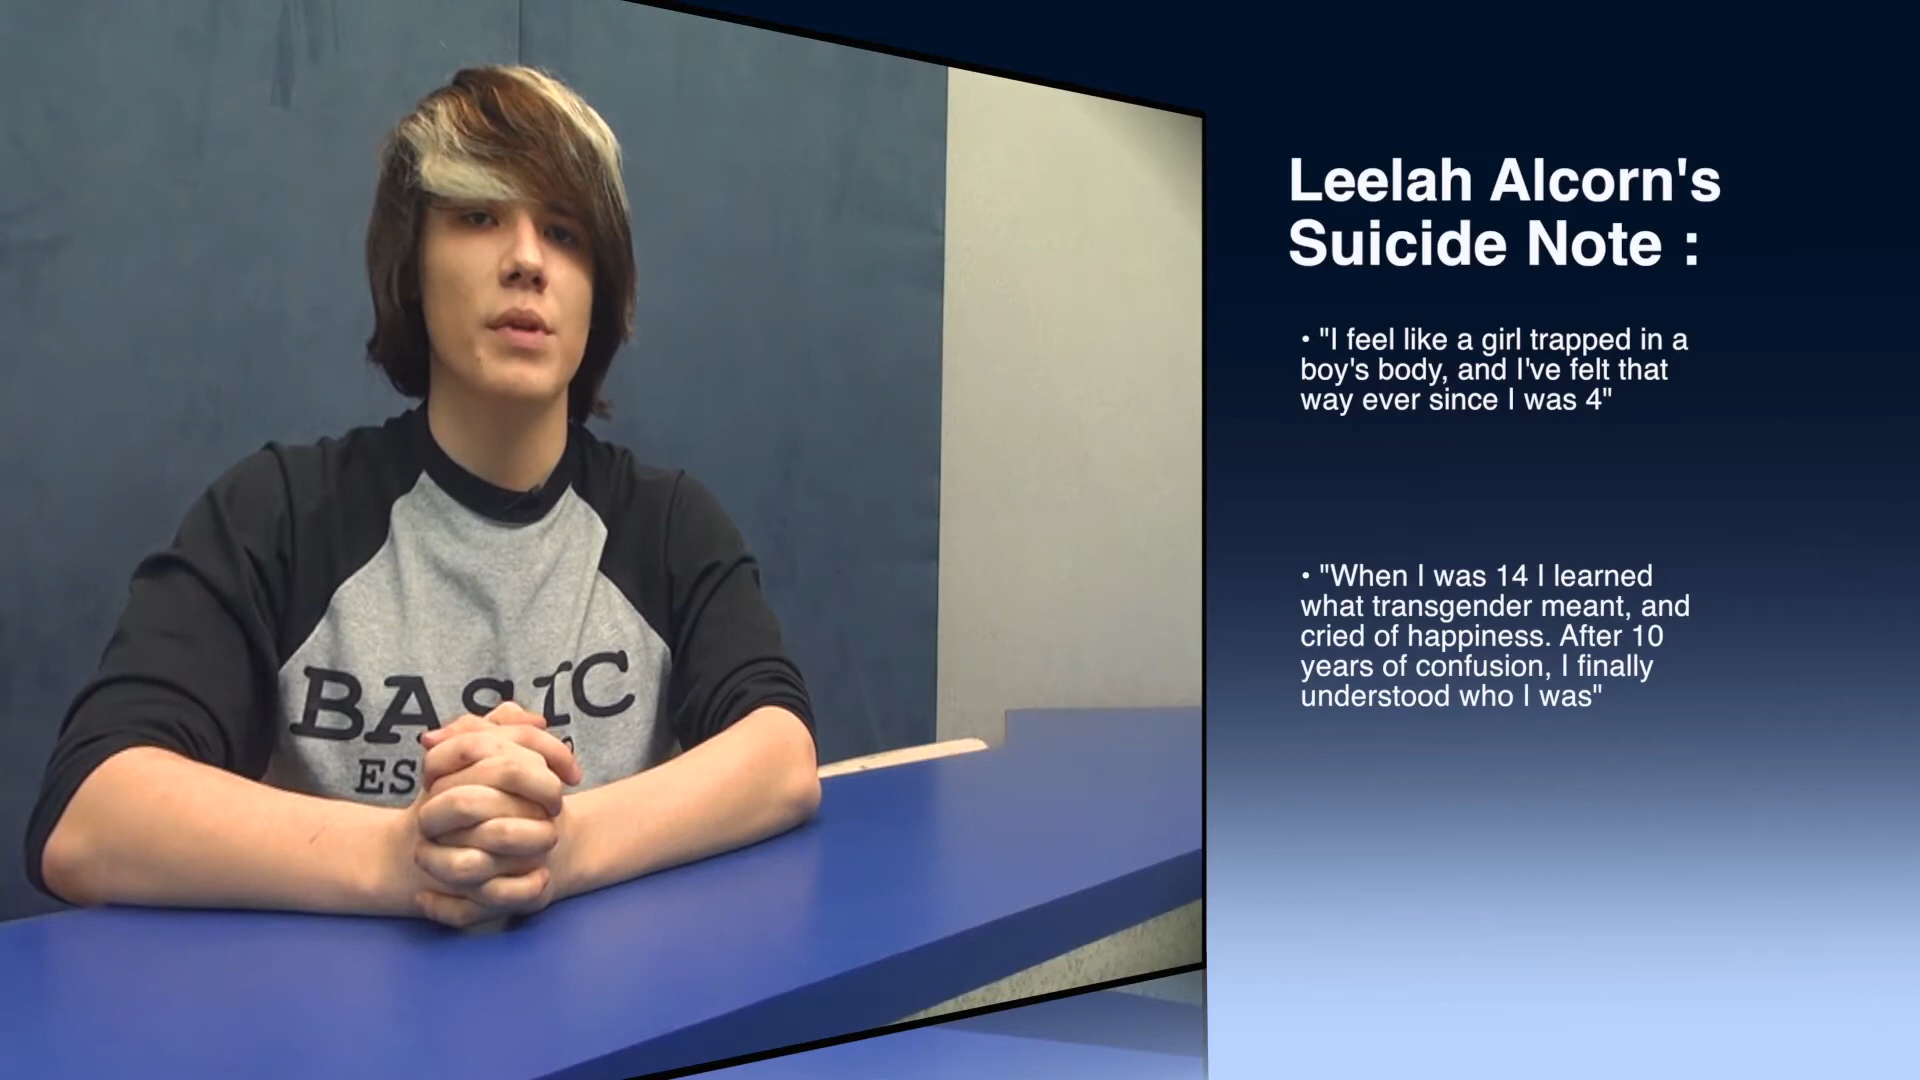 Leelah Alcorn's
Suicide Note :
• "I feel like a girl trapped in a
boy's body, and I've felt that
way ever since I was 4"
• "When I was 14 I learned
what transgender meant, and
cried of happiness. After 10
years of confusion, I finally
understood who I was"
BASIC
ES